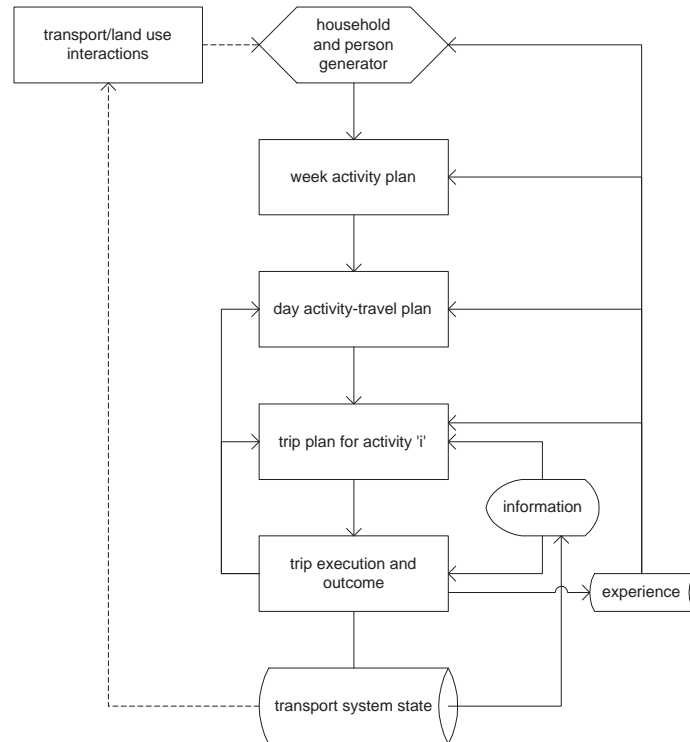 transport/land use
interactions
household
and person
generator
week activity plan
day activity-travel plan
trip plan for activity 'i'
information
trip execution and
outcome
experience
transport system state